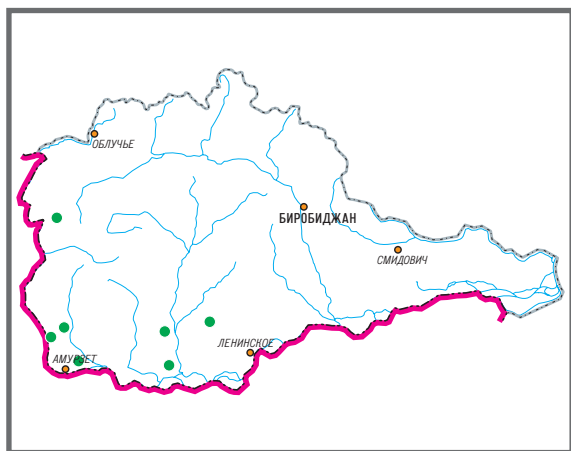 ОБЛУЧЬЕ
БИРОБИДЖАН
СМИДОВИЧ
ЛЕНИНСКОЕ
АМУРЗЕТ